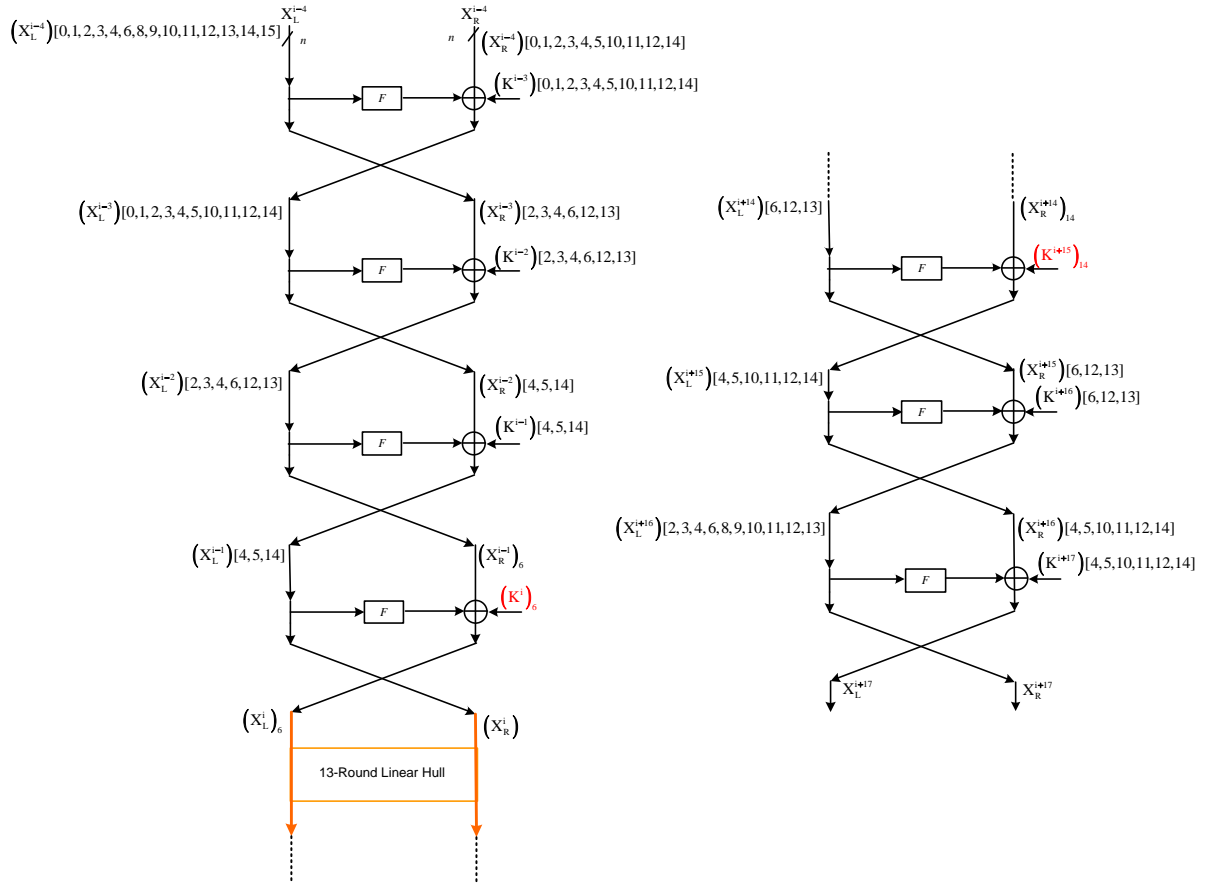 X_L^{i-4} X_R^{i-4}
(X_L^{i-4})[0,1,2,3,4,6,8,9,10,11,12,13,14,15]
n n
(X_R^{i-4})[0,1,2,3,4,5,10,11,12,14]
(K^{i-3})[0,1,2,3,4,5,10,11,12,14]
F
(X_L^{i-3})[0,1,2,3,4,5,10,11,12,14]
(X_R^{i-3})[2,3,4,6,12,13]
(K^{i-2})[2,3,4,6,12,13]
F
(X_L^{i-2})[2,3,4,6,12,13]
(X_R^{i-2})[4,5,14]
(K^{i-1})[4,5,14]
F
(X_L^{i-1})[4,5,14]
(X_R^{i-1})_6
(K^i)_6
F
(X_L^i)_6
(X_R^i)
13-Round Linear Hull
(X_L^{i+14})[6,12,13]
(X_R^{i+14})_{14}
(K^{i+15})_{14}
F
(X_L^{i+15})[4,5,10,11,12,14]
(X_R^{i+15})[6,12,13]
(K^{i+16})[6,12,13]
F
(X_L^{i+16})[2,3,4,6,8,9,10,11,12,13]
(X_R^{i+16})[4,5,10,11,12,14]
(K^{i+17})[4,5,10,11,12,14]
F
X_L^{i+17} X_R^{i+17}